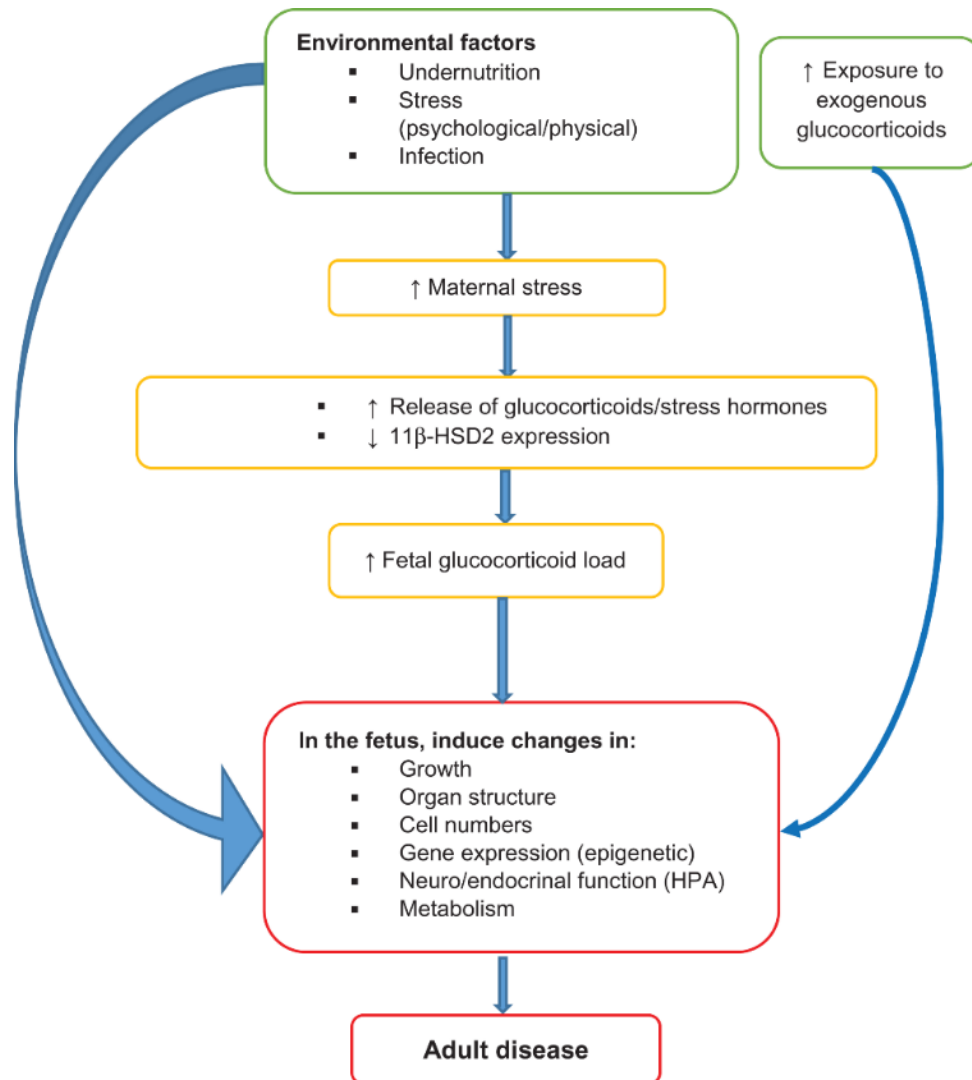 Environmental factors
▪ Undernutrition
▪ Stress
(psychological/physical)
▪ Infection
↑ Exposure to
exogenous
glucocorticoids
↑ Maternal stress
▪ ↑ Release of glucocorticoids/stress hormones
▪ ↓ 11β-HSD2 expression
↑ Fetal glucocorticoid load
In the fetus, induce changes in:
▪ Growth
▪ Organ structure
▪ Cell numbers
▪ Gene expression (epigenetic)
▪ Neuro/endocrinal function (HPA)
▪ Metabolism
Adult disease